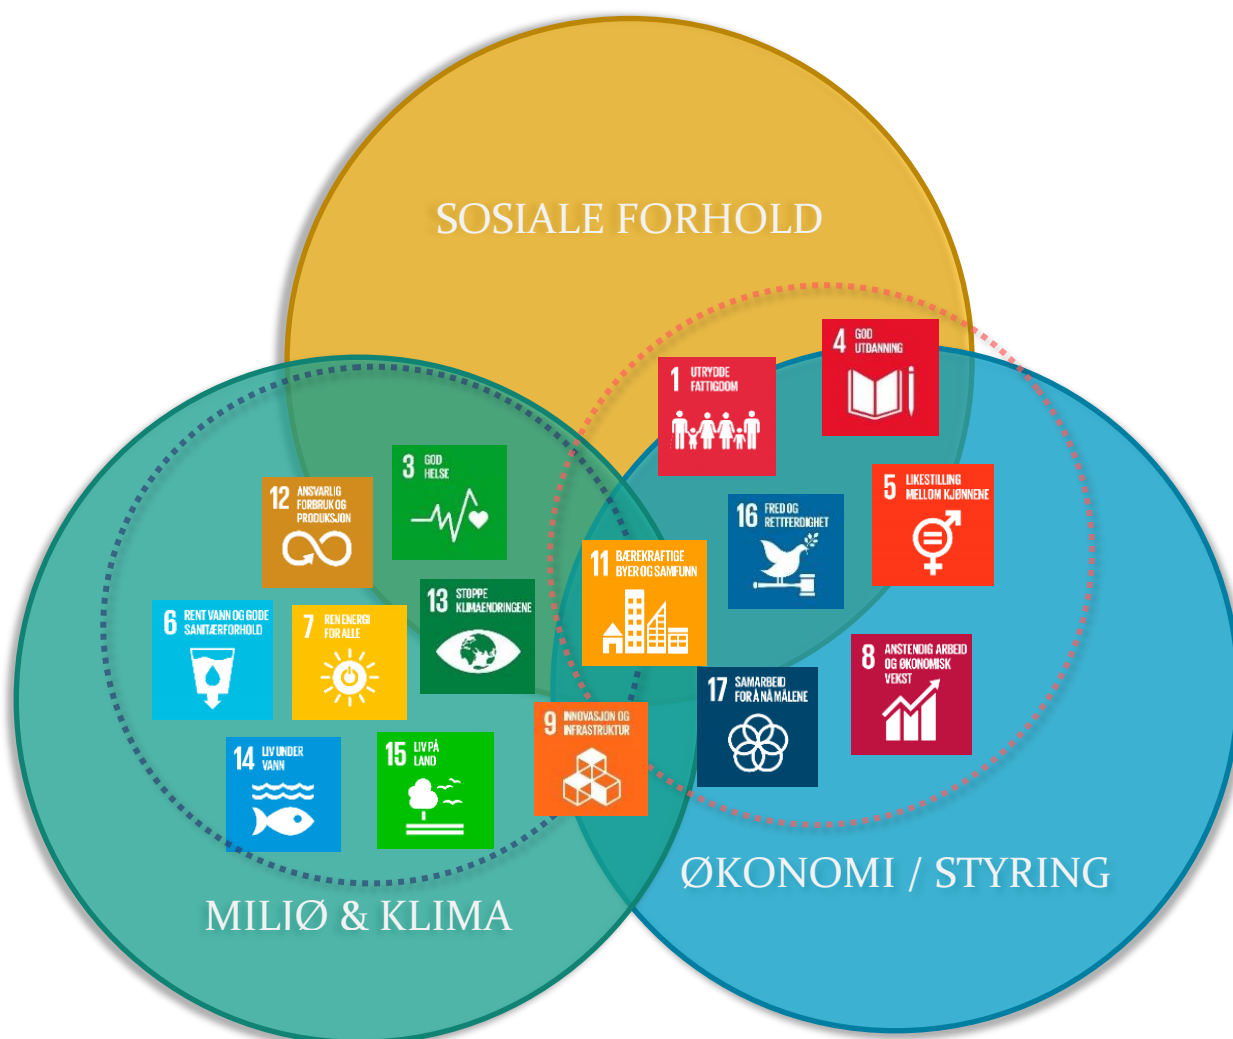 SOSIALE FORHOLD
4 GOD
UTDANNING
1 UTRYDDE
FATTIGDOM
3 GOD
HELSE
12 ANSVARLIG
FORBRUK OG
PRODUKSJON
5 LIKESTILLING
MELLOM KJØNNENE
16 FRED OG
RETTFERDIGHET
11 BÆREKRAFTIGE
BYER OG SAMFUNN
13 STOPPE
KLIMAENDRINGENE
6 RENT VANN OG GODE
SANITÆRFORHOLD
7 REN ENERGI
FOR ALLE
8 ANSTENDIG ARBEID
OG ØKONOMISK
VEKST
17 SAMARBEID
FOR Å NÅ MÅLENE
9 INNOVASJON OG
INFRASTRUKTUR
14 LIV UNDER
VANN
15 LIV PÅ
LAND
ØKONOMI / STYRING
MILJØ & KLIMA